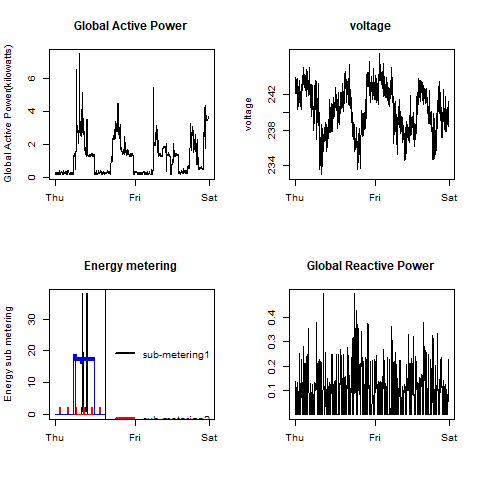 Global Active Power
Global Active Power(kilowatts)
0 2 4 6
Thu Fri Sat
voltage
voltage
234 238 242
Thu Fri Sat
Energy metering
Energy sub metering
0 10 20 30
sub-metering1
Thu Fri Sat
Global Reactive Power
0.1 0.2 0.3 0.4
Thu Fri Sat